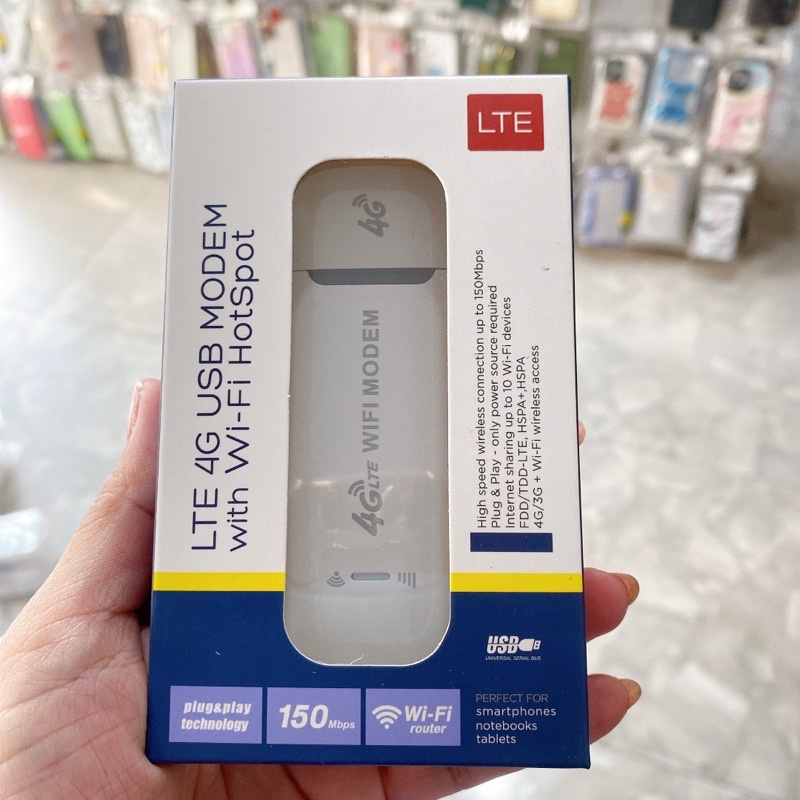 LTE
LTE 4G USB MODEM
with Wi-Fi HotSpot
4G
4G LTE WIFI MODEM
High speed wireless connection up to 150Mbps
Plug & Play - only power source required
Internet sharing up to 10 Wi-Fi devices
FDD/TDD-LTE, HSPA+,HSPA
4G/3G + Wi-Fi wireless access
USB
UNIVERSAL SERIAL BUS
plug&play
technology
150Mbps
Wi-Fi
router
PERFECT FOR
smartphones
notebooks
tablets